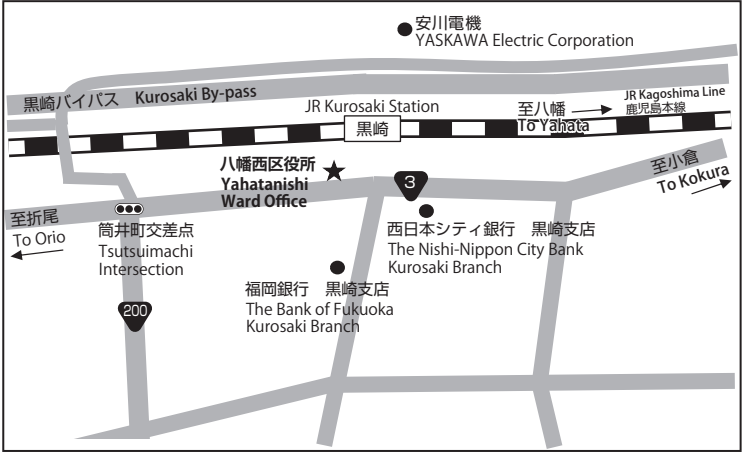 安川電機
YASKAWA Electric Corporation
黒崎バイパス Kurosaki By-pass
JR Kurosaki Station
黒崎
至八幡
To Yahata
JR Kagoshima Line
鹿児島本線
八幡西区役所
Yahatanishi
Ward Office
3
至小倉
To Kokura
至折尾
To Orio
筒井町交差点
Tsutsuimachi
Intersection
西日本シティ銀行 黒崎支店
The Nishi-Nippon City Bank
Kurosaki Branch
福岡銀行 黒崎支店
The Bank of Fukuoka
Kurosaki Branch
200